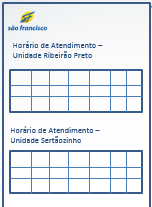 são francisco
Horário de Atendimento –
Unidade Ribeirão Preto
Horário de Atendimento –
Unidade Sertãozinho